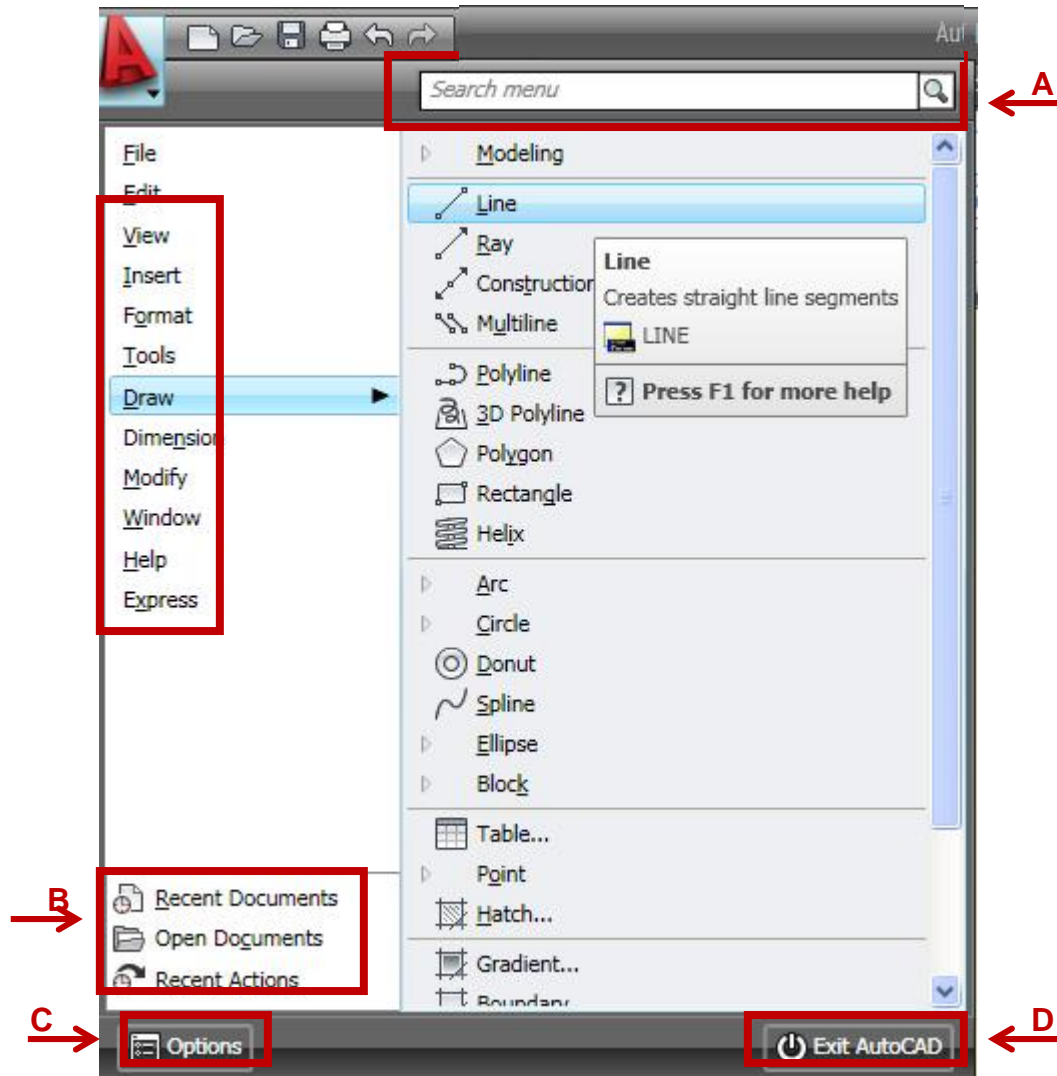 Aut
Search menu
A
File
Edit
View
Insert
Format
Tools
Draw
Dimension
Modify
Window
Help
Express
Modeling
Line
Ray
Construction
Multiline
Line
Creates straight line segments
LINE
? Press F1 for more help
Polyline
3D Polyline
Polygon
Rectangle
Helix
Arc
Circle
Donut
Spline
Ellipse
Block
Table...
Point
Hatch...
Gradient...
Boundary
B
Recent Documents
Open Documents
Recent Actions
C
Options
Exit AutoCAD
D